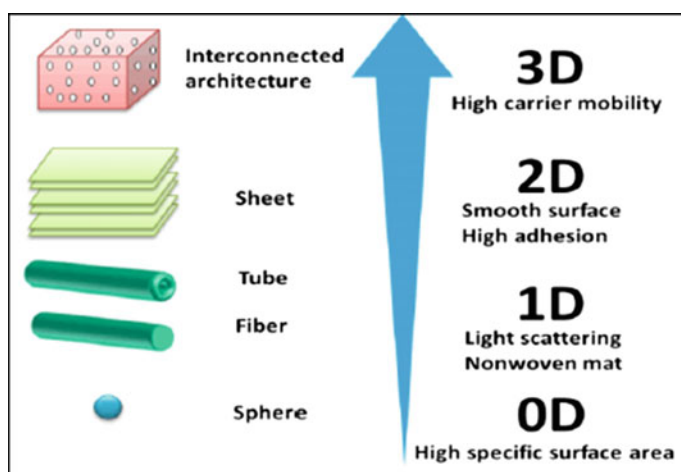 Interconnected
architecture
3D
High carrier mobility
Sheet
2D
Smooth surface
High adhesion
Tube
Fiber
1D
Light scattering
Nonwoven mat
Sphere
0D
High specific surface area